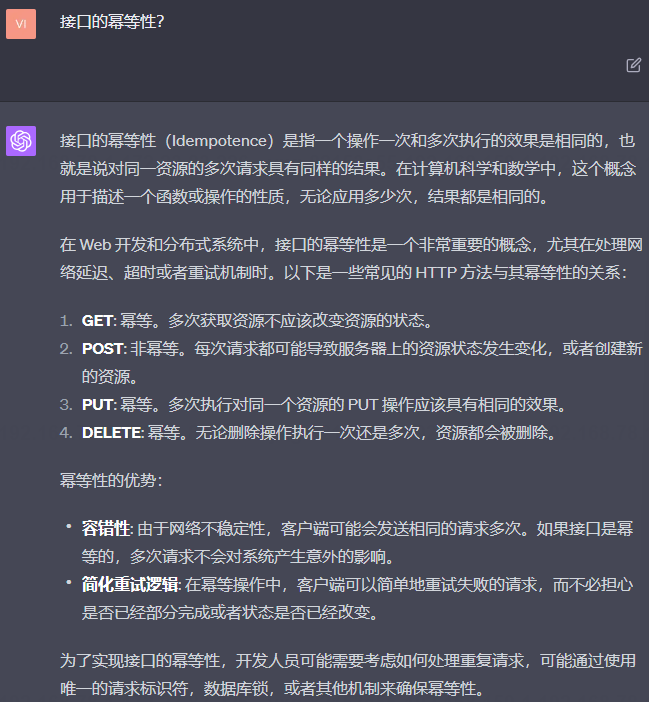 VI
接口的幂等性?
接口的幂等性（Idempotence）是指一个操作一次和多次执行的效果是相同的，也
就是说对同一资源的多次请求具有同样的结果。在计算机科学和数学中，这个概念
用于描述一个函数或操作的性质，无论应用多少次，结果都是相同的。
在 Web 开发和分布式系统中，接口的幂等性是一个非常重要的概念，尤其在处理网
络延迟、超时或者重试机制时。以下是一些常见的 HTTP 方法与其幂等性的关系：
1. GET: 幂等。多次获取资源不应该改变资源的状态。
2. POST: 非幂等。每次请求都可能导致服务器上的资源状态发生变化，或者创建新
的资源。
3. PUT: 幂等。多次执行对同一个资源的 PUT 操作应该具有相同的效果。
4. DELETE: 幂等。无论删除操作执行一次还是多次，资源都会被删除。
幂等性的优势：
• 容错性: 由于网络不稳定性，客户端可能会发送相同的请求多次。如果接口是幂
等的，多次请求不会对系统产生意外的影响。
• 简化重试逻辑: 在幂等操作中，客户端可以简单地重试失败的请求，而不必担心
是否已经部分完成或者状态是否已经改变。
为了实现接口的幂等性，开发人员可能需要考虑如何处理重复请求，可能通过使用
唯一的请求标识符，数据库锁，或者其他机制来确保幂等性。